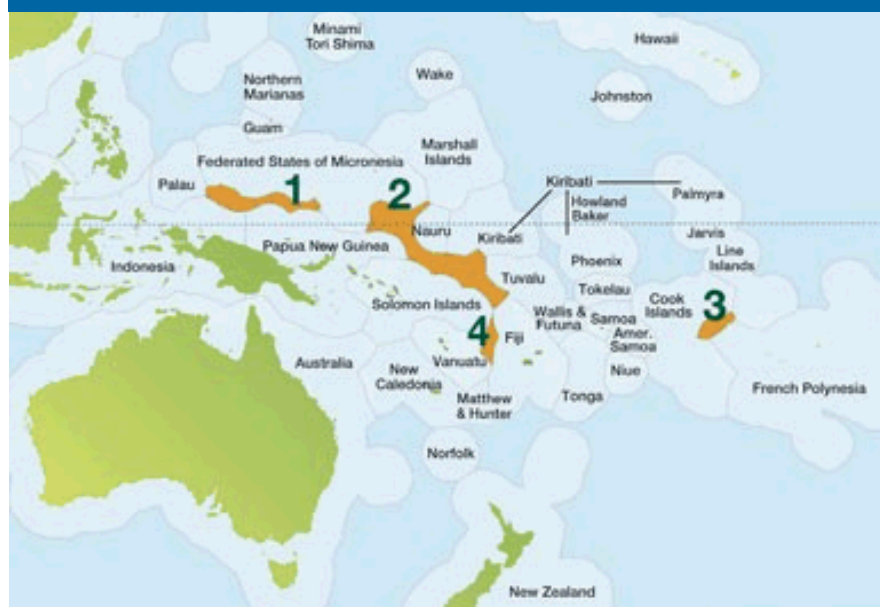 Minami
Tori Shima
Hawaii
Wake
Northern
Marianas
Johnston
Guam
Marshall
Islands
Federated States of Micronesia
Palau
1
2
Kiribati
Palmyra
Howland
Baker
Nauru
Kiribati
Jarvis
Papua New Guinea
Line
Islands
Indonesia
Phoenix
Tuvalu
Tokelau
Cook
Islands
3
Solomon Islands
Wallis &
Futuna
Samoa
Amer.
Samoa
4
Fiji
Vanuatu
Australia
New
Caledonia
Niue
French Polynesia
Matthew
& Hunter
Tonga
Norfolk
New Zealand